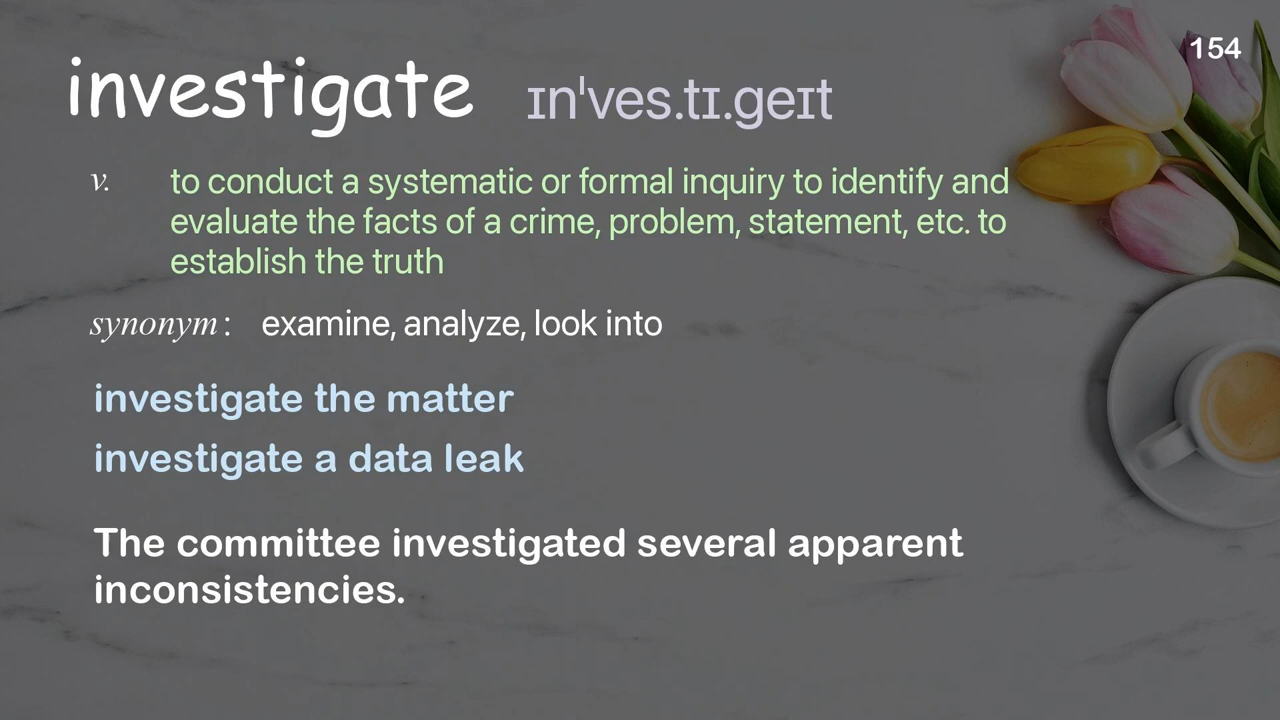 154
investigate ɪnˈves.tɪ.geɪt
v. to conduct a systematic or formal inquiry to identify and
evaluate the facts of a crime, problem, statement, etc. to
establish the truth
synonym: examine, analyze, look into
investigate the matter
investigate a data leak
The committee investigated several apparent
inconsistencies.